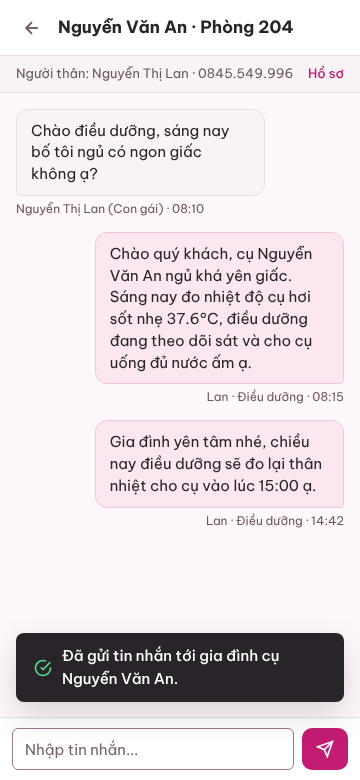 Nguyễn Văn An · Phòng 204
Người thân: Nguyễn Thị Lan · 0845.549.996
Hồ sơ
Chào điều dưỡng, sáng nay
bố tôi ngủ có ngon giấc
không ạ?
Nguyễn Thị Lan (Con gái) · 08:10
Chào quý khách, cụ Nguyễn
Văn An ngủ khá yên giấc.
Sáng nay đo nhiệt độ cụ hơi
sốt nhẹ 37.6°C, điều dưỡng
đang theo dõi sát và cho cụ
uống đủ nước ấm ạ.
Lan · Điều dưỡng · 08:15
Gia đình yên tâm nhé, chiều
nay điều dưỡng sẽ đo lại thân
nhiệt cho cụ vào lúc 15:00 ạ.
Lan · Điều dưỡng · 14:42
Đã gửi tin nhắn tới gia đình cụ
Nguyễn Văn An.
Nhập tin nhắn...